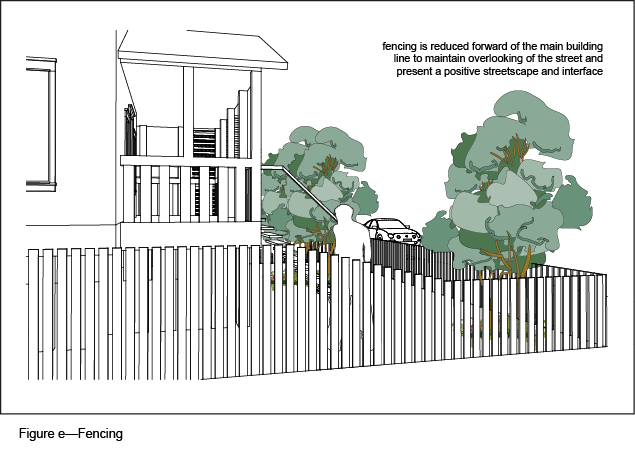 fencing is reduced forward of the main building
line to maintain overlooking of the street and
present a positive streetscape and interface
Figure e—Fencing